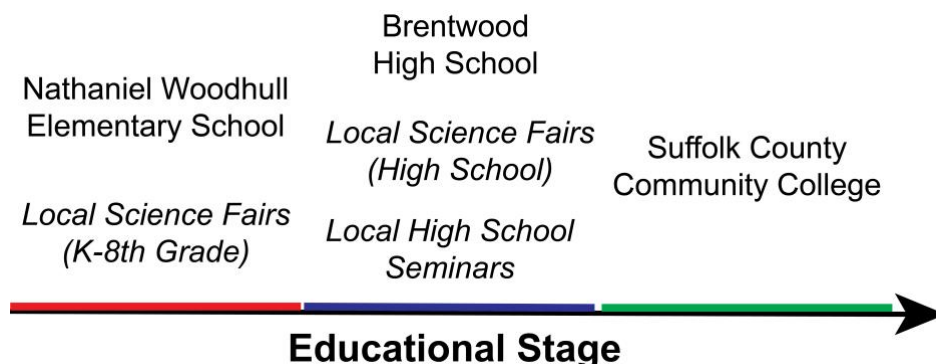 Nathaniel Woodhull
Elementary School
Local Science Fairs
(K-8th Grade)
Brentwood
High School
Local Science Fairs
(High School)
Local High School
Seminars
Suffolk County
Community College
Educational Stage